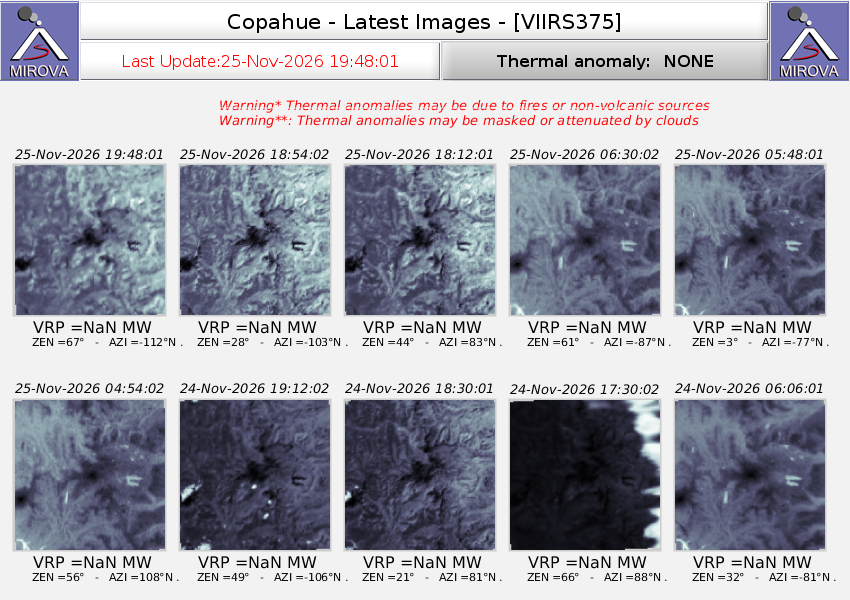 Copahue - Latest Images - [VIIRS375]
MIROVA
Last Update:25-Nov-2026 19:48:01
Thermal anomaly: NONE
MIROVA
Warning* Thermal anomalies may be due to fires or non-volcanic sources
Warning**: Thermal anomalies may be masked or attenuated by clouds
25-Nov-2026 19:48:01
25-Nov-2026 18:54:02
25-Nov-2026 18:12:01
25-Nov-2026 06:30:02
25-Nov-2026 05:48:01
VRP =NaN MW
VRP =NaN MW
VRP =NaN MW
VRP =NaN MW
VRP =NaN MW
ZEN =67° - AZI =-112°N .
ZEN =28° - AZI =-103°N .
ZEN =44° - AZI =83°N .
ZEN =61° - AZI =-87°N .
ZEN =3° - AZI =-77°N .
25-Nov-2026 04:54:02
24-Nov-2026 19:12:02
24-Nov-2026 18:30:01
24-Nov-2026 17:30:02
24-Nov-2026 06:06:01
VRP =NaN MW
VRP =NaN MW
VRP =NaN MW
VRP =NaN MW
VRP =NaN MW
ZEN =56° - AZI =108°N .
ZEN =49° - AZI =-106°N .
ZEN =21° - AZI =81°N .
ZEN =66° - AZI =88°N .
ZEN =32° - AZI =-81°N .